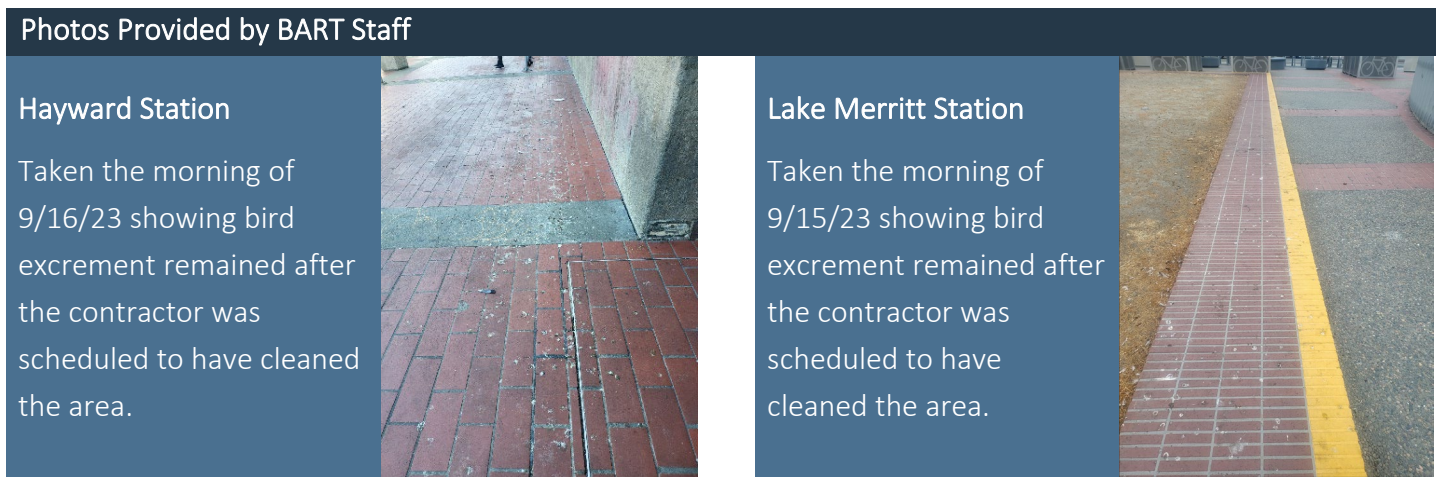 Photos Provided by BART Staff
Hayward Station
Taken the morning of
9/16/23 showing bird
excrement remained after
the contractor was
scheduled to have cleaned
the area.
Lake Merritt Station
Taken the morning of
9/15/23 showing bird
excrement remained after
the contractor was
scheduled to have
cleaned the area.